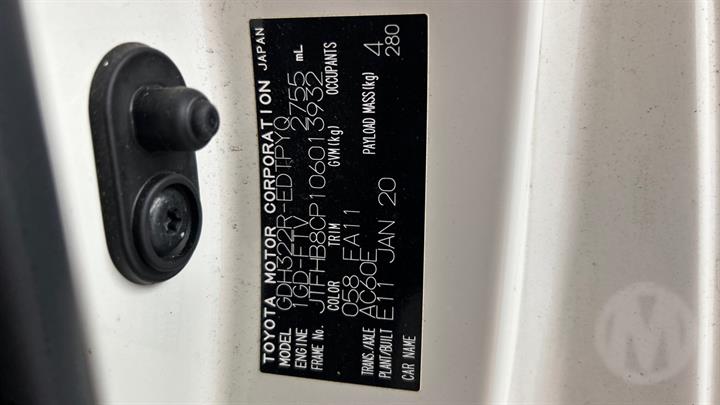 TOYOTA MOTOR CORPORATION JAPAN
MODEL GDH322R-EDTPYQ
ENGINE 1GD-FTV 2755 mL
FRAME No. JTFHB8CP106013932
COLOR TRIM GVM(kg) OCCUPANTS
058 FA11 4
TRANS./AXLE AC60E PAYLOAD MASS(kg) 280
PLANT/BUILT E11 JAN 20
CAR NAME